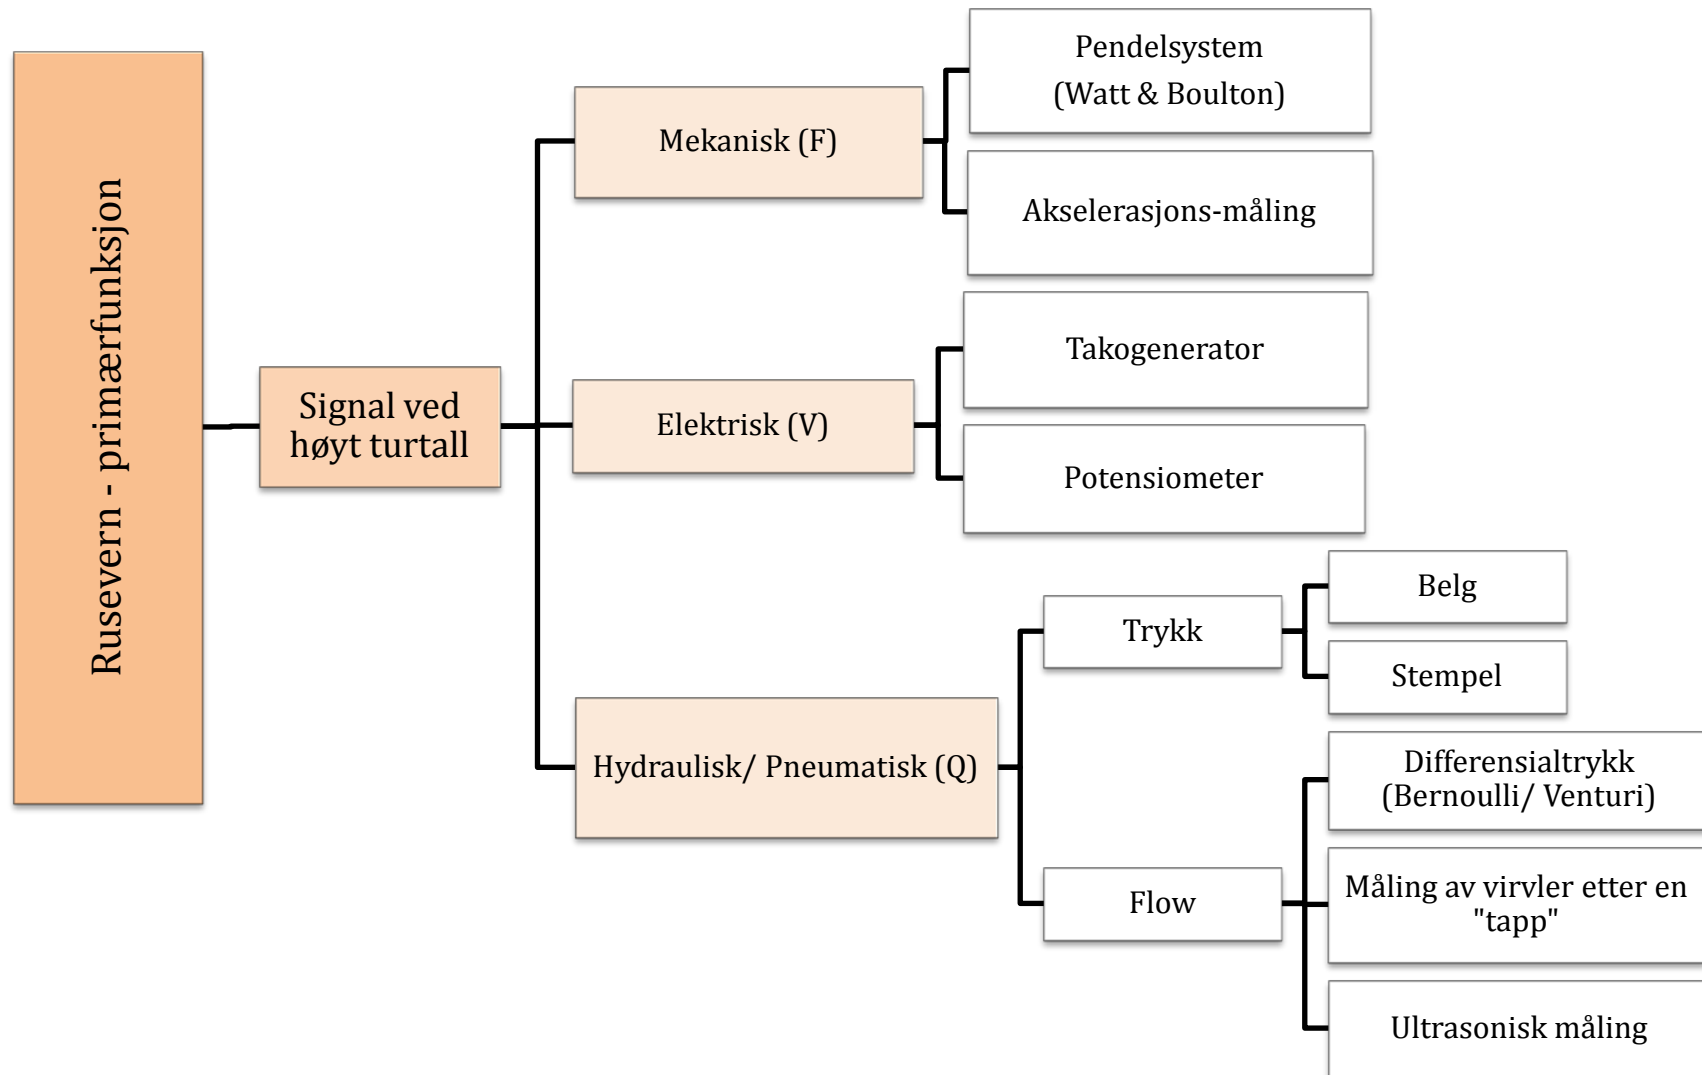 Rusevern - primærfunksjon
Signal ved
høyt turtall
Mekanisk (F)
Pendelsystem
(Watt & Boulton)
Akselerasjons-måling
Elektrisk (V)
Takogenerator
Potensiometer
Hydraulisk/ Pneumatisk (Q)
Trykk
Belg
Stempel
Flow
Differensialtrykk
(Bernoulli/ Venturi)
Måling av virvler etter en
"tapp"
Ultrasonisk måling